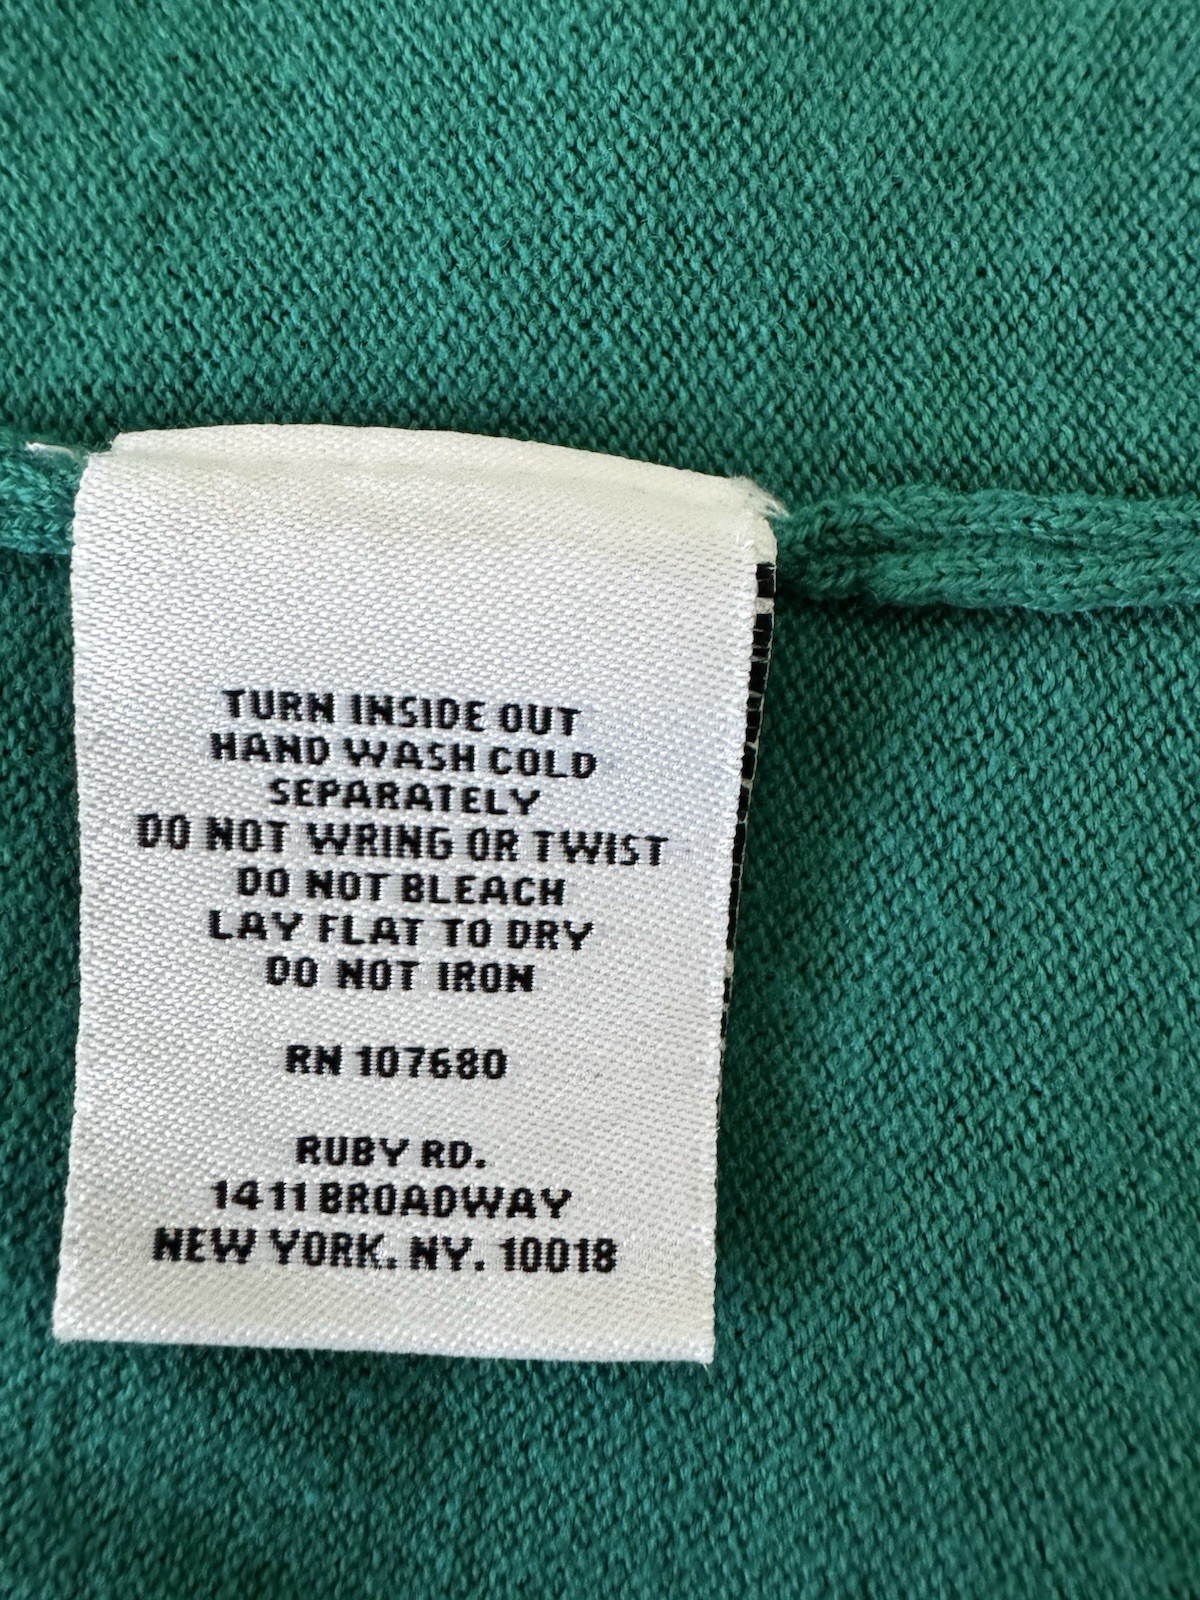 TURN INSIDE OUT
HAND WASH COLD
SEPARATELY
DO NOT WRING OR TWIST
DO NOT BLEACH
LAY FLAT TO DRY
DO NOT IRON
RN 107680
RUBY RD.
1411 BROADWAY
NEW YORK. NY. 10018